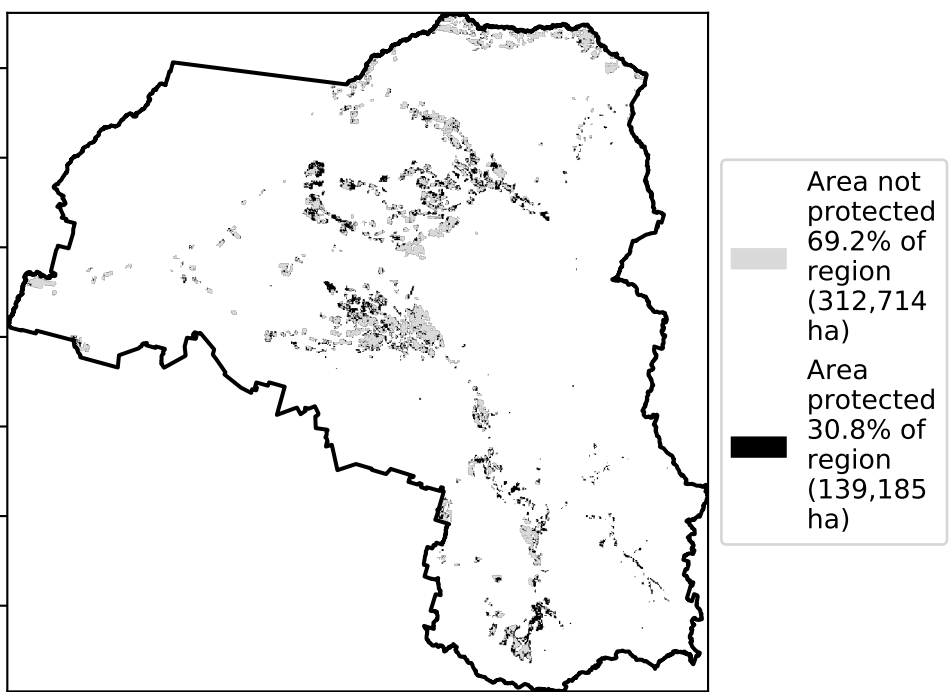 Area not
protected
69.2% of
region
(312,714
ha)
Area
protected
30.8% of
region
(139,185
ha)